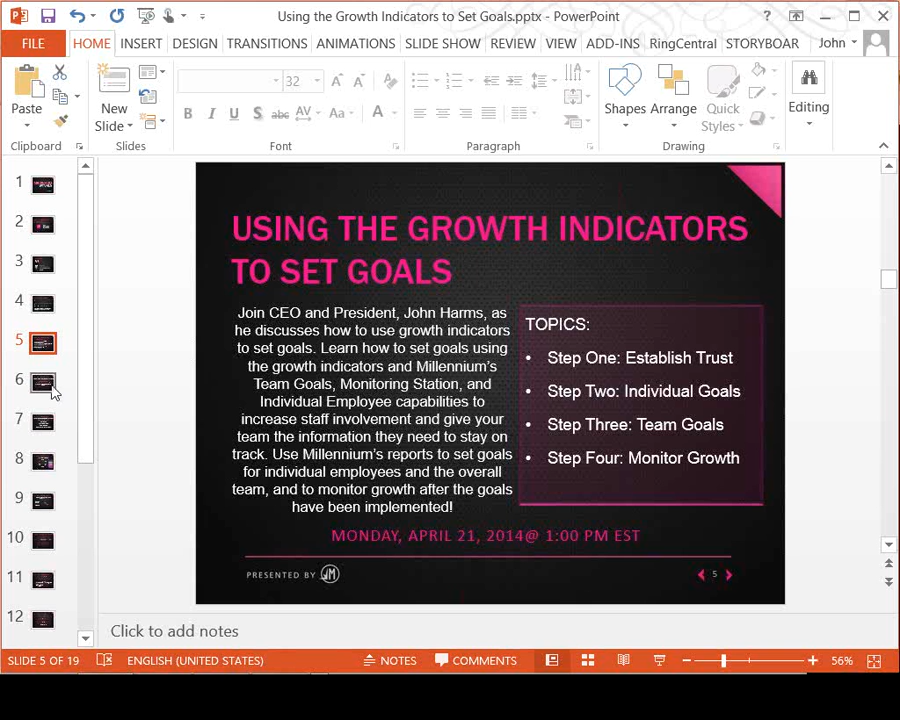 Using the Growth Indicators to Set Goals.pptx - PowerPoint
?
FILE HOME INSERT DESIGN TRANSITIONS ANIMATIONS SLIDE SHOW REVIEW VIEW ADD-INS RingCentral STORYBOAR John
32
Paste New Slide B I U S abc AV Aa A Shapes Arrange Quick Styles Editing
Clipboard Slides Font Paragraph Drawing
1
2
3
4
5
6
7
8
9
10
11
12
USING THE GROWTH INDICATORS
TO SET GOALS
Join CEO and President, John Harms, as
he discusses how to use growth indicators
to set goals. Learn how to set goals using
the growth indicators and Millennium's
Team Goals, Monitoring Station, and
Individual Employee capabilities to
increase staff involvement and give your
team the information they need to stay on
track. Use Millennium's reports to set goals
for individual employees and the overall
team, and to monitor growth after the goals
have been implemented!
TOPICS:
• Step One: Establish Trust
• Step Two: Individual Goals
• Step Three: Team Goals
• Step Four: Monitor Growth
MONDAY, APRIL 21, 2014@ 1:00 PM EST
PRESENTED BY
5
Click to add notes
SLIDE 5 OF 19 ENGLISH (UNITED STATES) NOTES COMMENTS 56%